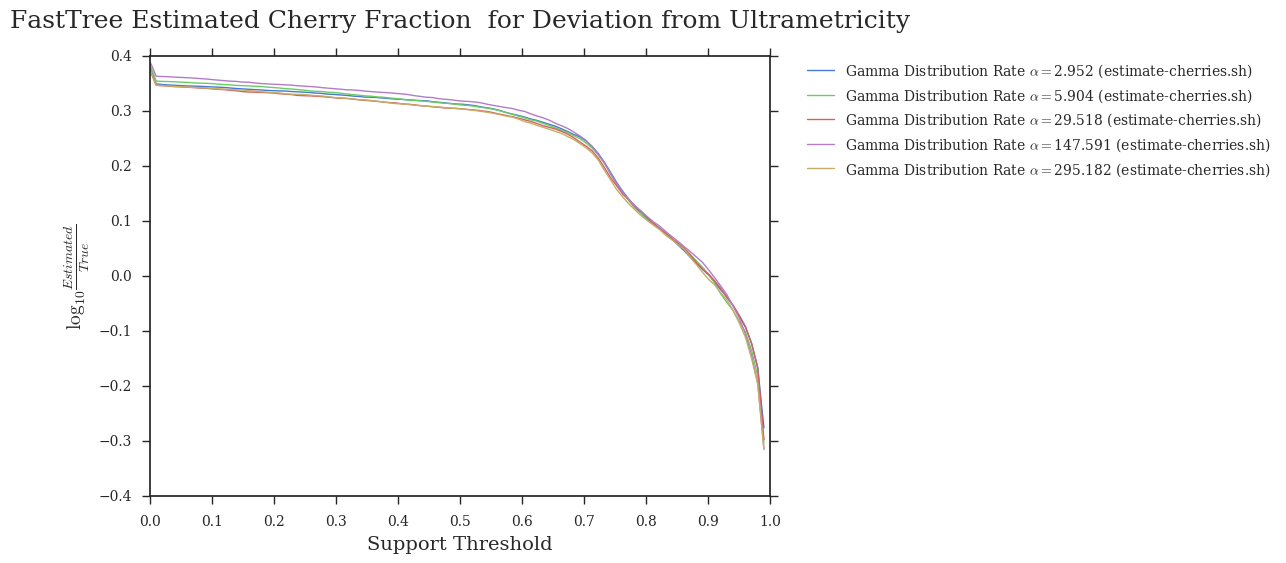 FastTree Estimated Cherry Fraction  for Deviation from Ultrametricity
0.4
0.3
0.2
0.1
0.0
−0.1
−0.2
−0.3
−0.4
log10 Estimated/True
0.0 0.1 0.2 0.3 0.4 0.5 0.6 0.7 0.8 0.9 1.0
Support Threshold
Gamma Distribution Rate α = 2.952 (estimate-cherries.sh)
Gamma Distribution Rate α = 5.904 (estimate-cherries.sh)
Gamma Distribution Rate α = 29.518 (estimate-cherries.sh)
Gamma Distribution Rate α = 147.591 (estimate-cherries.sh)
Gamma Distribution Rate α = 295.182 (estimate-cherries.sh)